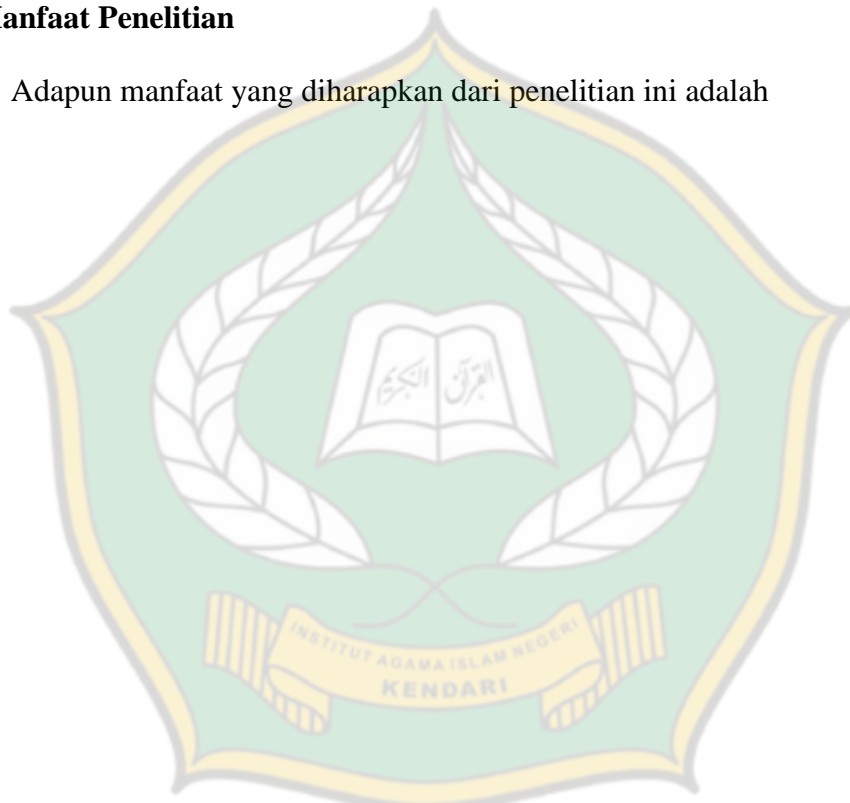 anfaat Penelitian
Adapun manfaat yang diharapkan dari penelitian ini adalah
القرآن الكريم
INSTITUT AGAMA ISLAM NEGERI
KENDARI